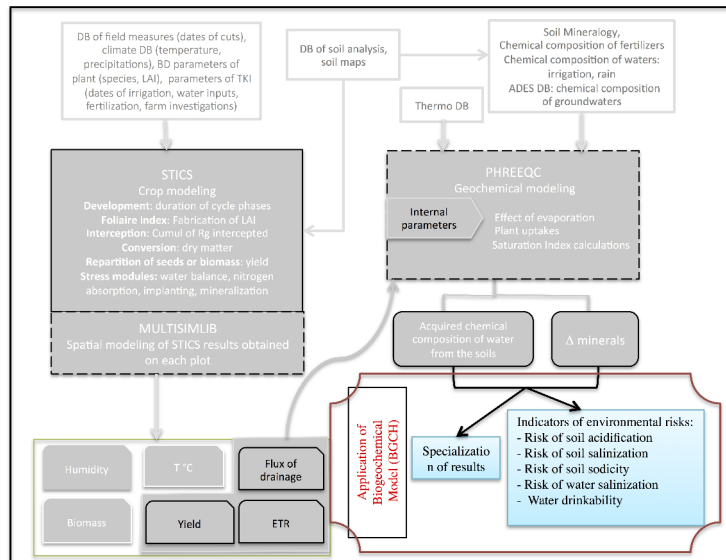 DB of field measures (dates of cuts),
climate DB (temperature,
precipitations), BD parameters of
plant (species, LAI), parameters of TKI
(dates of irrigation, water inputs,
fertilization, farm investigations)
DB of soil analysis,
soil maps
Soil Mineralogy,
Chemical composition of fertilizers
Chemical composition of waters:
irrigation, rain
ADES DB: chemical composition
of groundwaters
Thermo DB
STICS
Crop modeling
Development: duration of cycle phases
Foliaire index: Fabrication of LAI
Interception: Cumul of Rg intercepted
Conversion: dry matter
Repartition of seeds or biomass: yield
Stress modules: water balance, nitrogen
absorption, implanting, mineralization
MULTISIMLIB
Spatial modeling of STICS results obtained
on each plot
PHREEQC
Geochemical modeling
Internal
parameters
Effect of evaporation
Plant uptakes
Saturation Index calculations
Acquired chemical
composition of water
from the soils
Δ minerals
Humidity
T °C
Flux of
drainage
Biomass
Yield
ETR
Application of
Biogeochemical
Model (BGCH)
Specializatio
n of results
Indicators of environmental risks:
- Risk of soil acidification
- Risk of soil salinization
- Risk of soil sodicity
- Risk of water salinization
- Water drinkability